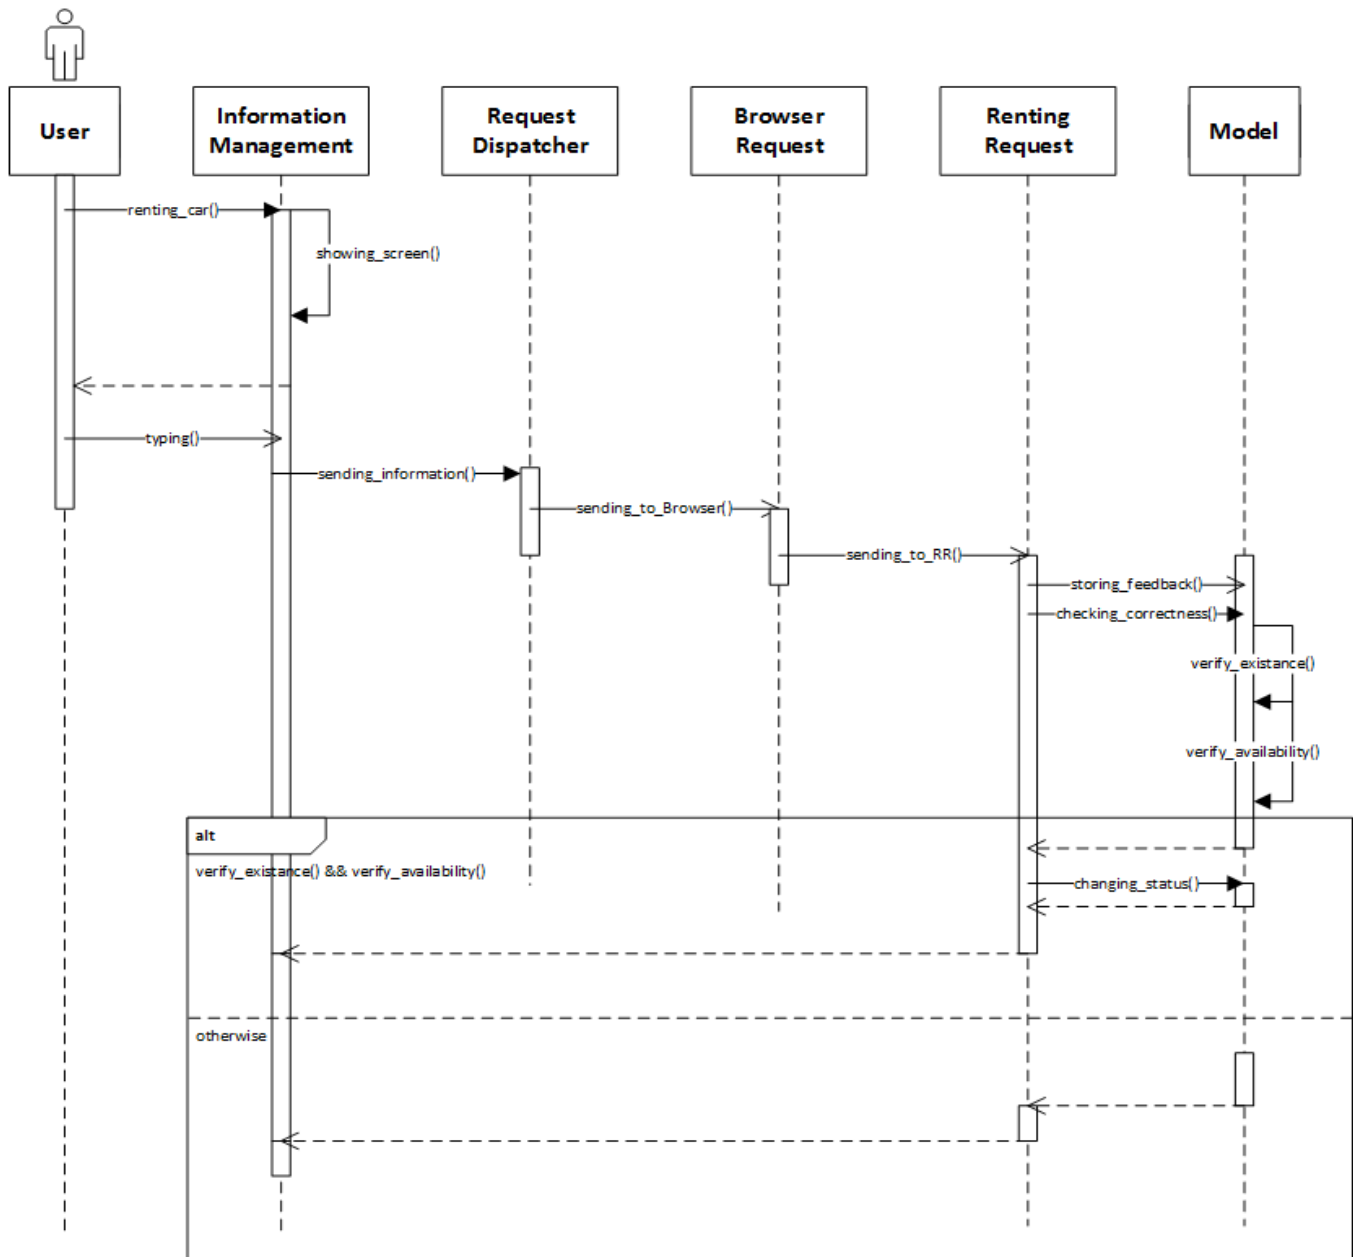 User
Information
Management
Request
Dispatcher
Browser
Request
Renting
Request
Model
renting_car()
showing_screen()
typing()
sending_information()
sending_to_Browser()
sending_to_RR()
storing_feedback()
checking_correctness()
verify_existance()
verify_availability()
alt
verify_existance() && verify_availability()
changing_status()
otherwise